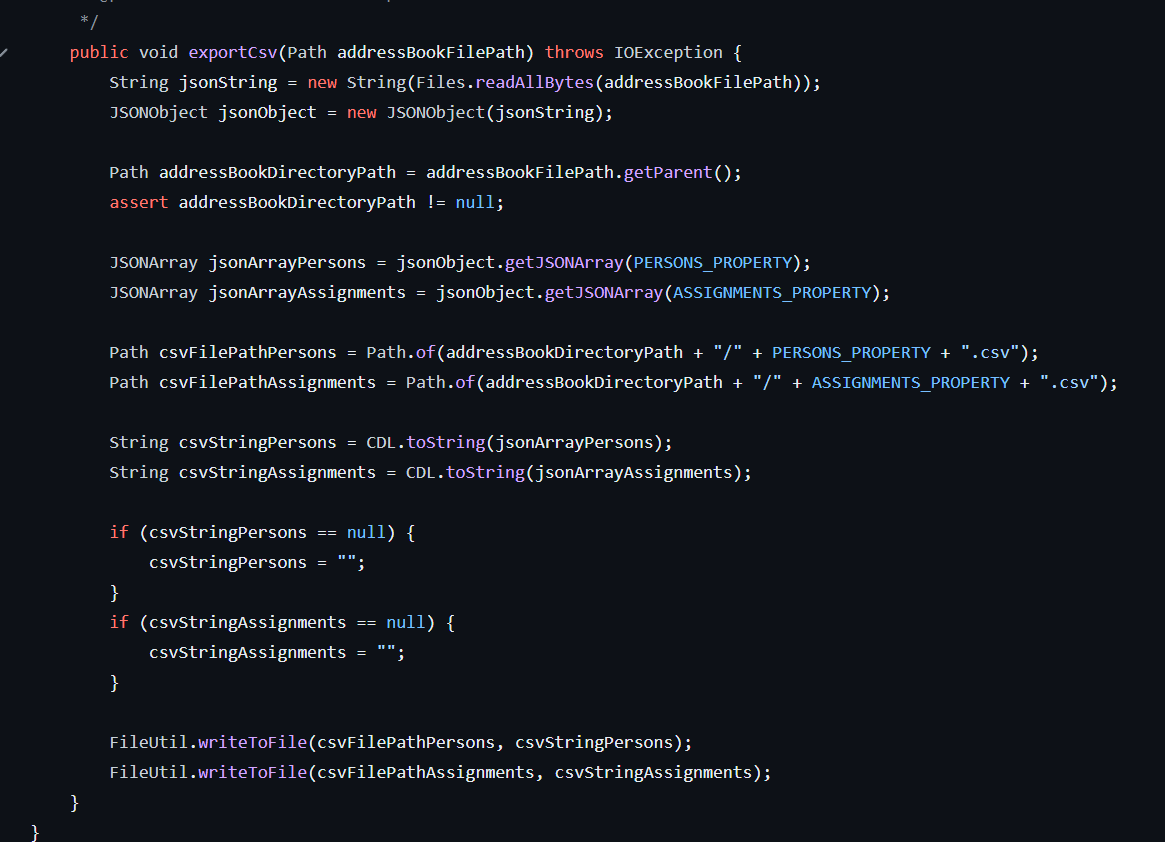 */
public void exportCsv(Path addressBookFilePath) throws IOException {
String jsonString = new String(Files.readAllBytes(addressBookFilePath));
JSONObject jsonObject = new JSONObject(jsonString);
Path addressBookDirectoryPath = addressBookFilePath.getParent();
assert addressBookDirectoryPath != null;
JSONArray jsonArrayPersons = jsonObject.getJSONArray(PERSONS_PROPERTY);
JSONArray jsonArrayAssignments = jsonObject.getJSONArray(ASSIGNMENTS_PROPERTY);
Path csvFilePathPersons = Path.of(addressBookDirectoryPath + "/" + PERSONS_PROPERTY + ".csv");
Path csvFilePathAssignments = Path.of(addressBookDirectoryPath + "/" + ASSIGNMENTS_PROPERTY + ".csv");
String csvStringPersons = CDL.toString(jsonArrayPersons);
String csvStringAssignments = CDL.toString(jsonArrayAssignments);
if (csvStringPersons == null) {
csvStringPersons = "";
}
if (csvStringAssignments == null) {
csvStringAssignments = "";
}
FileUtil.writeToFile(csvFilePathPersons, csvStringPersons);
FileUtil.writeToFile(csvFilePathAssignments, csvStringAssignments);
}
}